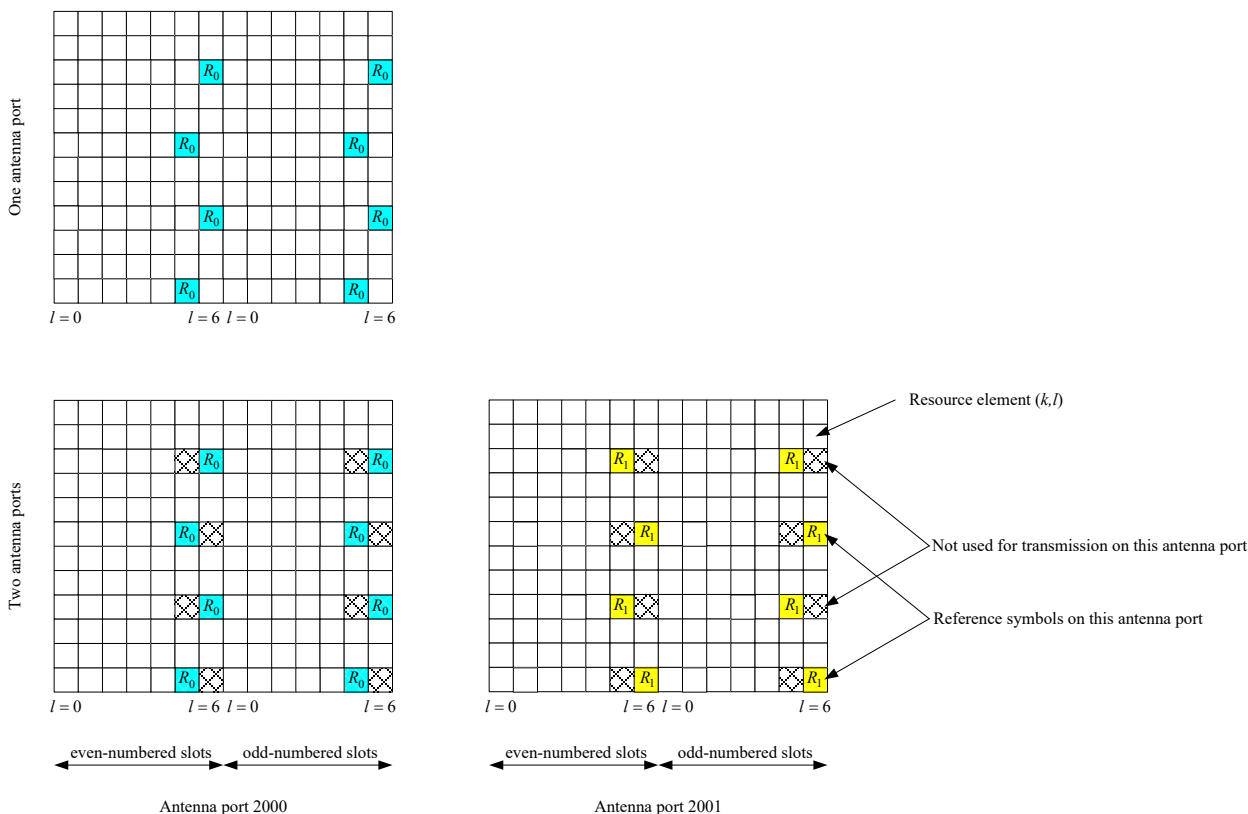 One antenna port
R0 R0
R0 R0
R0 R0
R0 R0
l = 0 l = 6 l = 0 l = 6
Two antenna ports
R0 R0
R0 R0
R0 R0
R0 R0
l = 0 l = 6 l = 0 l = 6
even-numbered slots odd-numbered slots
Antenna port 2000
R1 R1
R1 R1
R1 R1
R1 R1
l = 0 l = 6 l = 0 l = 6
even-numbered slots odd-numbered slots
Antenna port 2001
Resource element (k,l)
Not used for transmission on this antenna port
Reference symbols on this antenna port